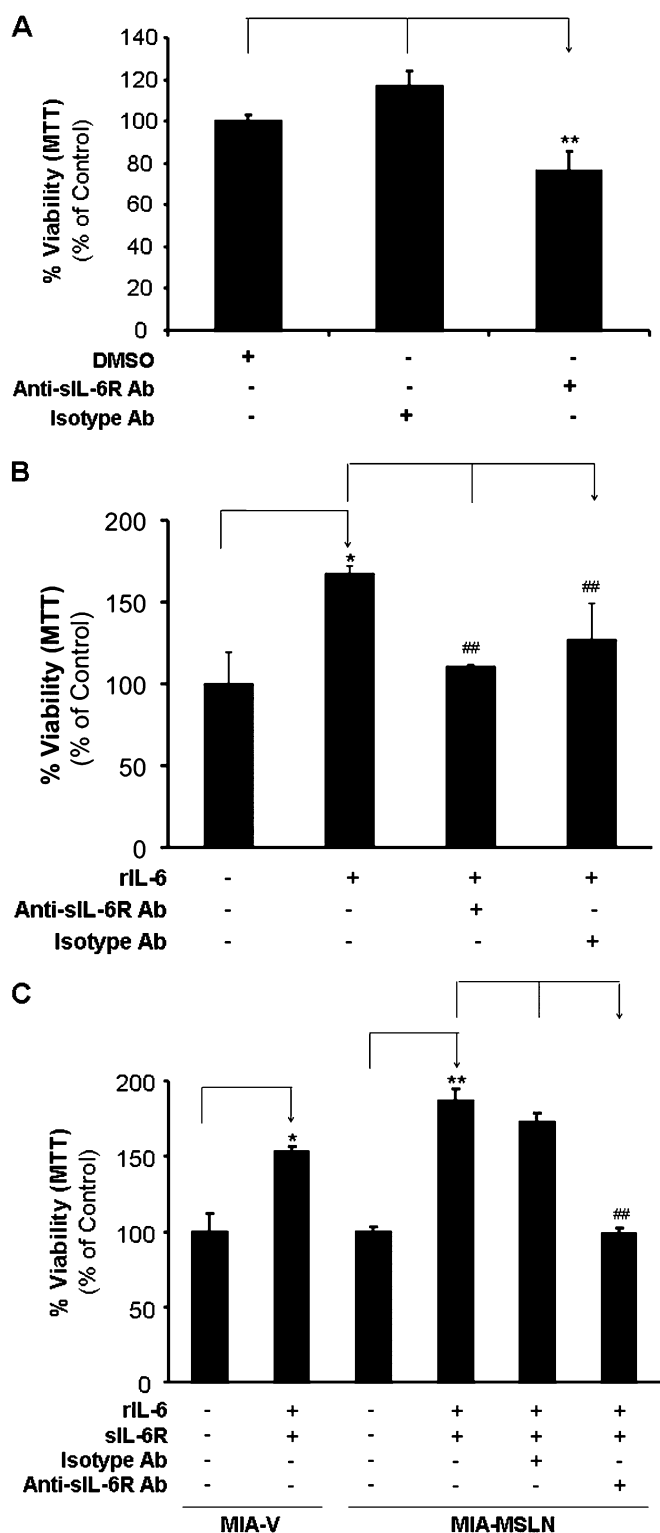 A
% Viability (MTT)
(% of Control)
140
120
100
80
60
40
20
0
**
DMSO + - -
Anti-sIL-6R Ab - - +
Isotype Ab - + -
B
% Viability (MTT)
(% of Control)
200
150
100
50
0
*
##
##
rIL-6 - + + +
Anti-sIL-6R Ab - - + -
Isotype Ab - - - +
C
% Viability (MTT)
(% of Control)
200
150
100
50
0
*
**
##
rIL-6 - + - + + +
sIL-6R - + - + + +
Isotype Ab - - - - + -
Anti-sIL-6R Ab - - - - - +
MIA-V MIA-MSLN